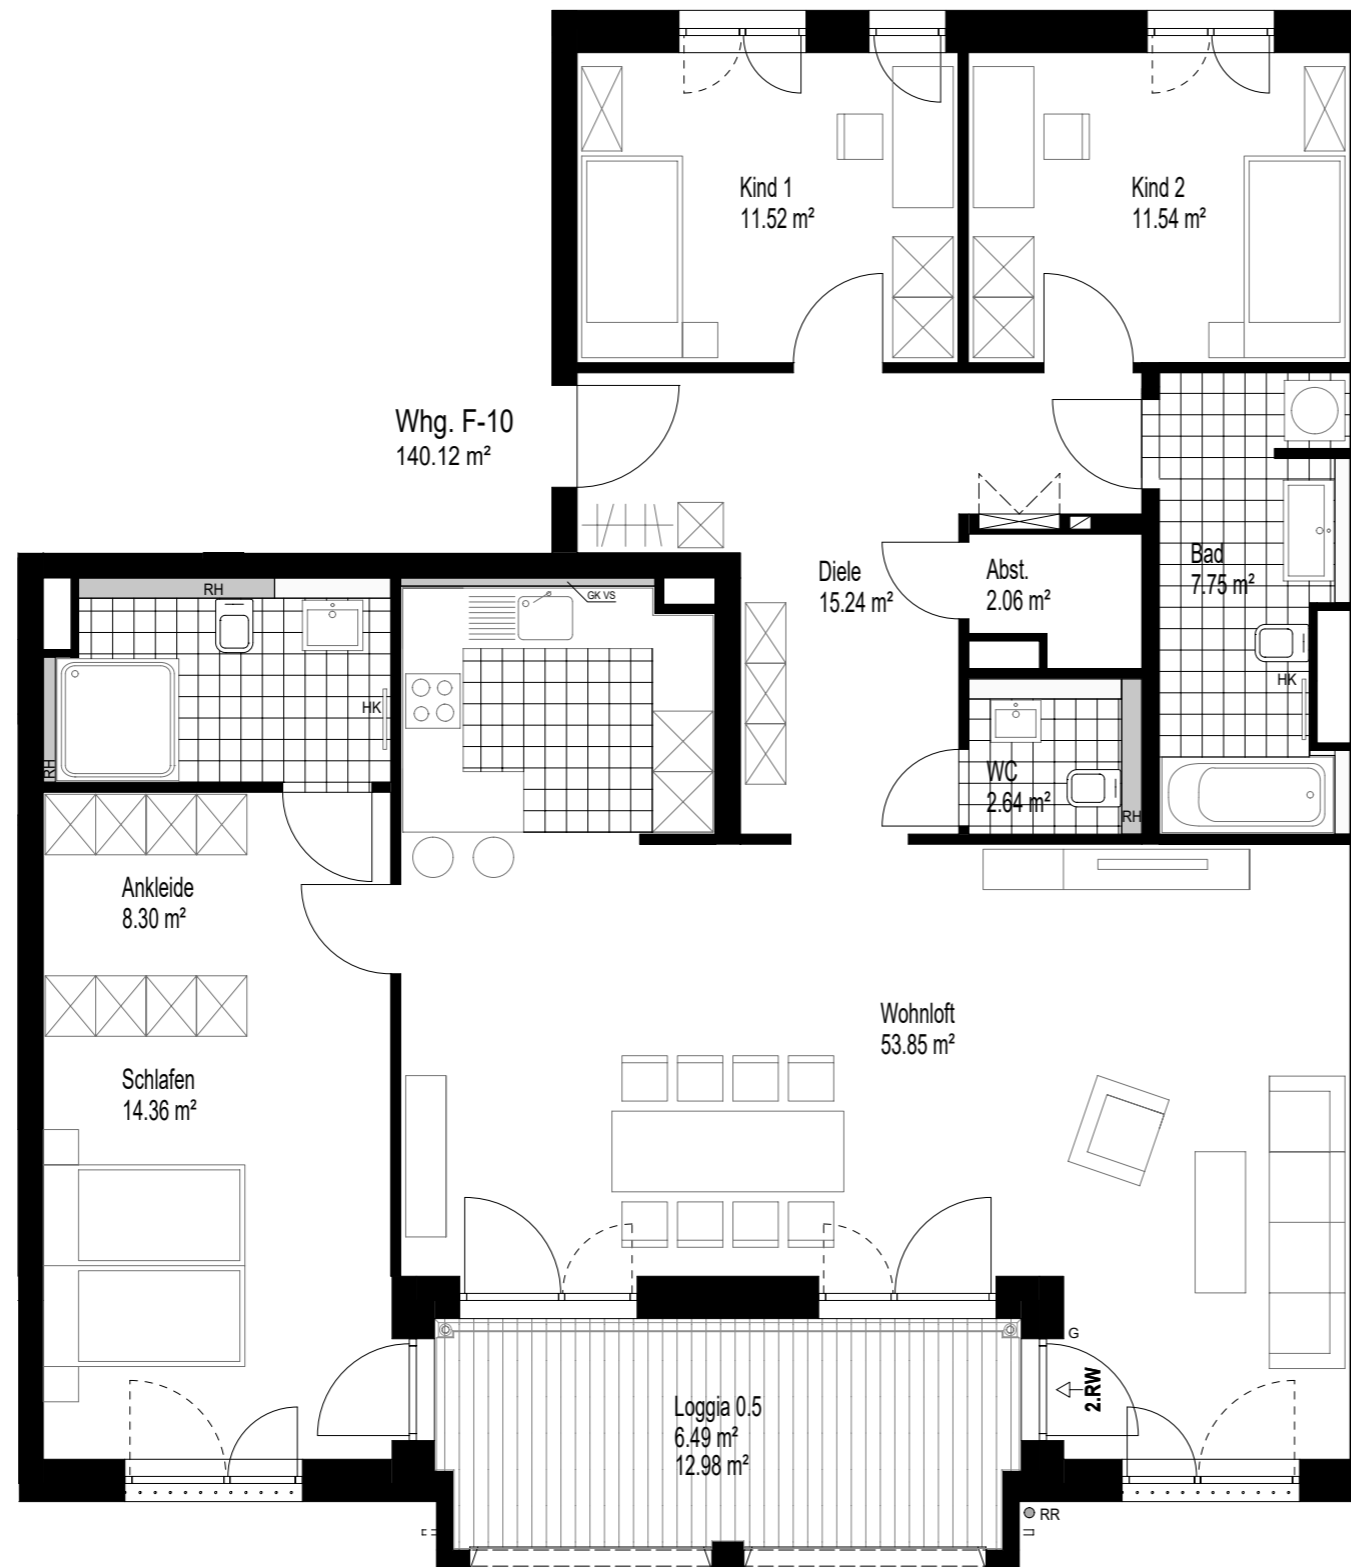 Kind 1
11.52 m²
Kind 2
11.54 m²
Whg. F-10
140.12 m²
RH
GK VS
Diele
15.24 m²
Abst.
2.06 m²
Bad
7.75 m²
HK
HK
RH
WC
2.64 m²
RH
Ankleide
8.30 m²
Wohnloft
53.85 m²
Schlafen
14.36 m²
G
2.RW
Loggia 0.5
6.49 m²
12.98 m²
RR